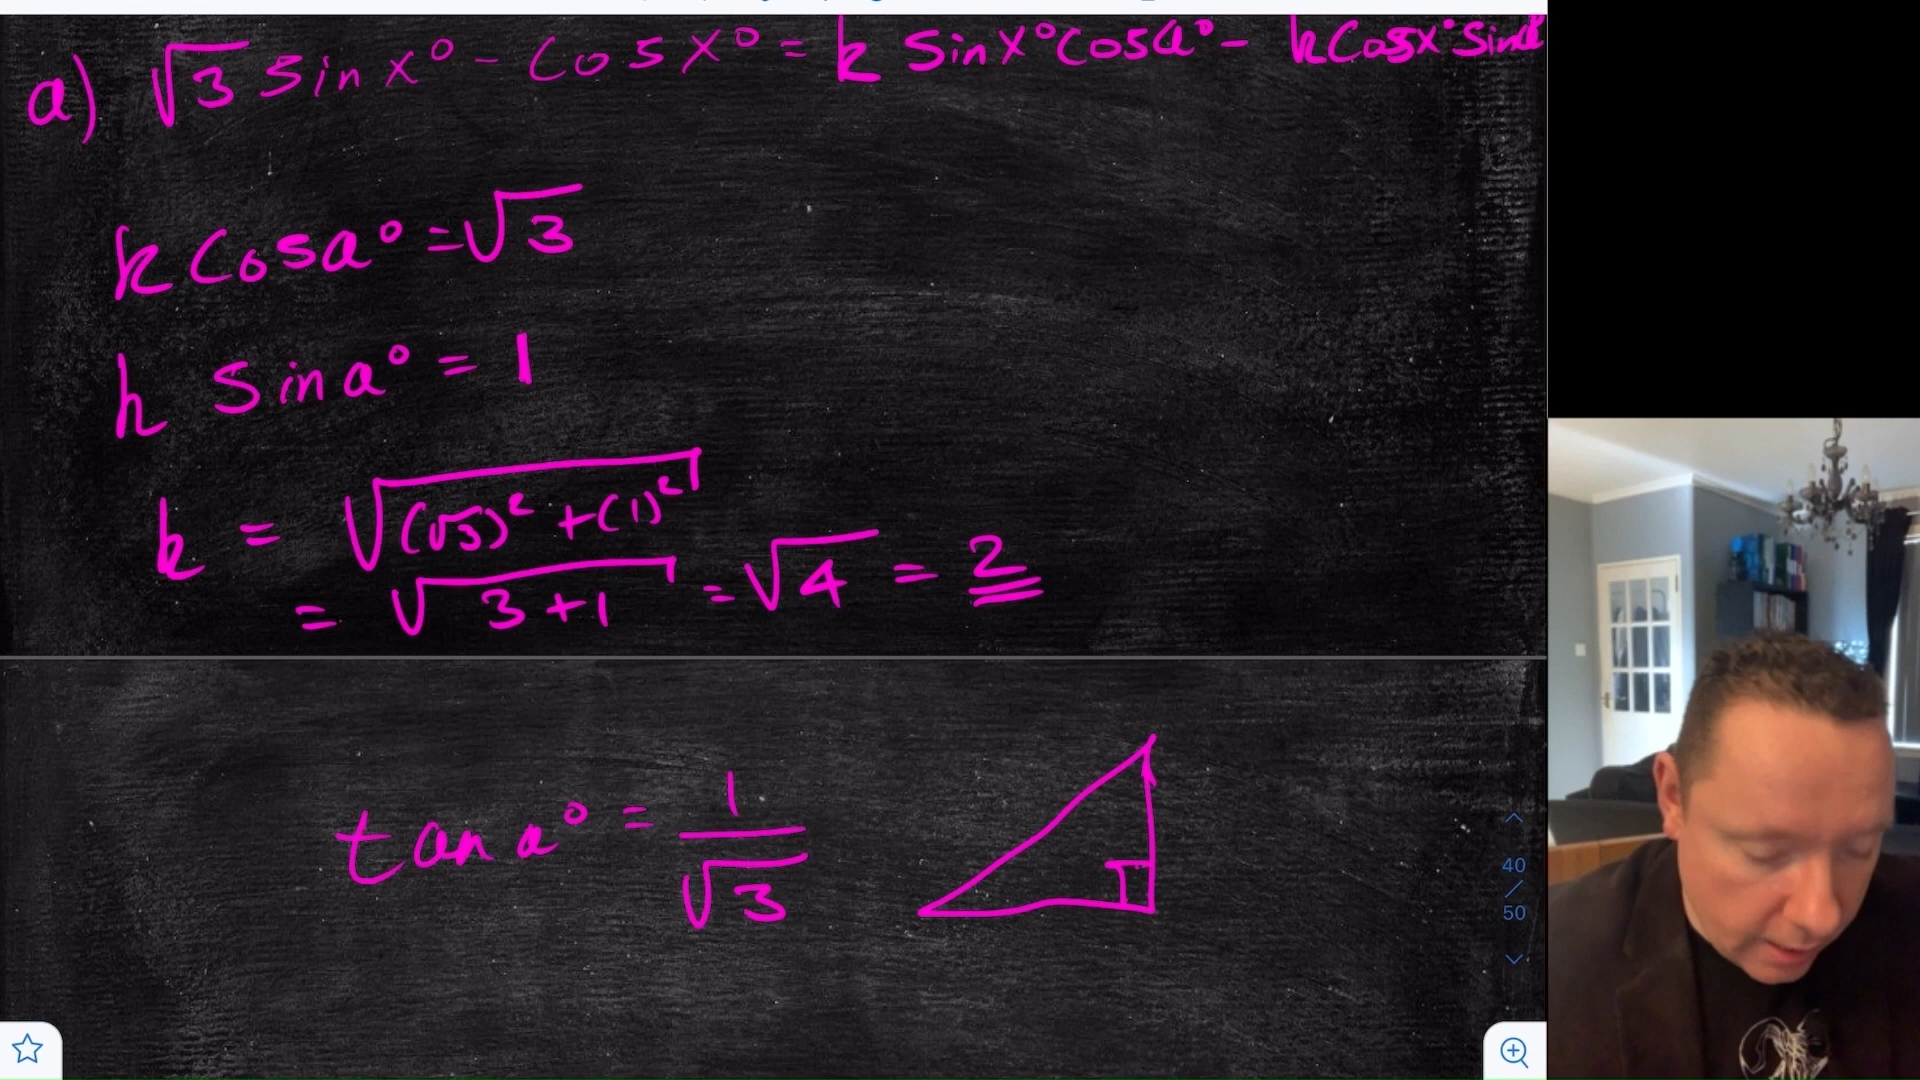 a) √3 Sin x° - Cos x° = k Sin x° Cos a° - k Cos x° Sin a°
k Cos a° = √3
k Sin a° = 1
k = √((√3)² + (1)²)
= √(3+1) = √4 = 2
tan a° = 1/√3
40
/
50